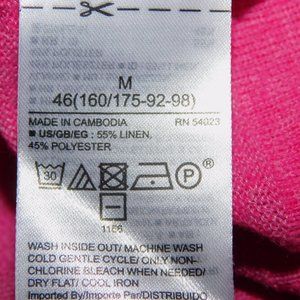 M
46(160/175-92-98)
MADE IN CAMBODIA RN 54023
■ US/GB/EG : 55% LINEN,
45% POLYESTER
30 P ®
11E6
WASH INSIDE OUT/ MACHINE WASH
COLD GENTLE CYCLE/ ONLY NON-
CHLORINE BLEACH WHEN NEEDED/
DRY FLAT/ COOL IRON
Imported By/Importe Par/DISTRIBUIDO